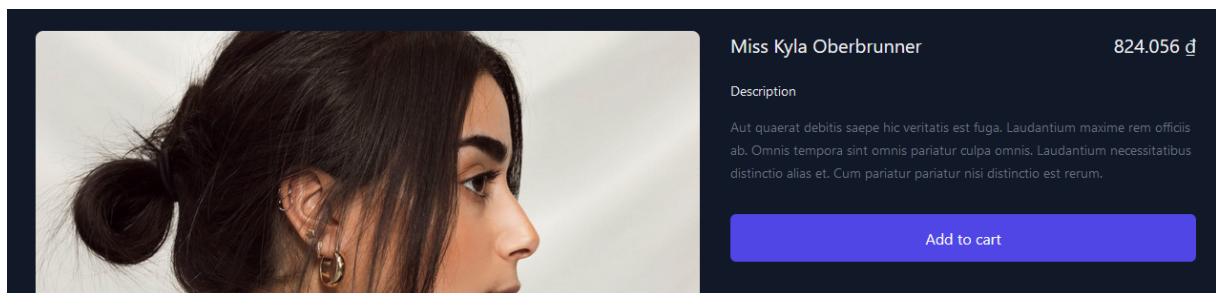 Miss Kyla Oberbrunner 824.056 ₫
Description
Aut quaerat debitis saepe hic veritatis est fuga. Laudantium maxime rem officiis
ab. Omnis tempora sint omnis pariatur culpa omnis. Laudantium necessitatibus
distinctio alias et. Cum pariatur pariatur nisi distinctio est rerum.
Add to cart